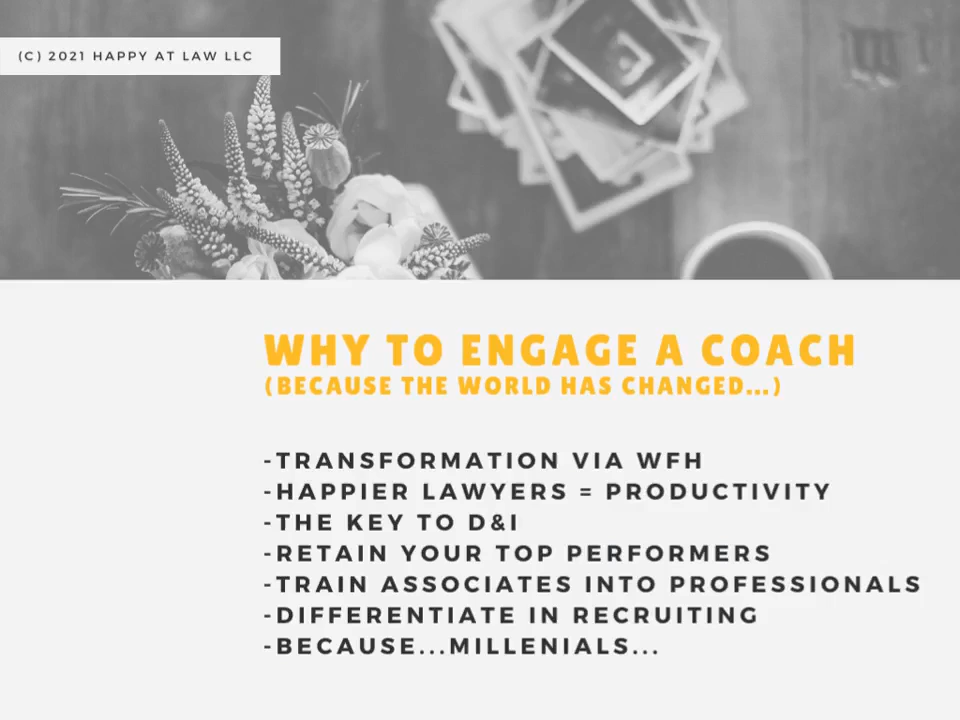 (C) 2021 HAPPY AT LAW LLC
WHY TO ENGAGE A COACH
(BECAUSE THE WORLD HAS CHANGED...)
-TRANSFORMATION VIA WFH
-HAPPIER LAWYERS = PRODUCTIVITY
-THE KEY TO D&I
-RETAIN YOUR TOP PERFORMERS
-TRAIN ASSOCIATES INTO PROFESSIONALS
-DIFFERENTIATE IN RECRUITING
-BECAUSE...MILLENIALS...